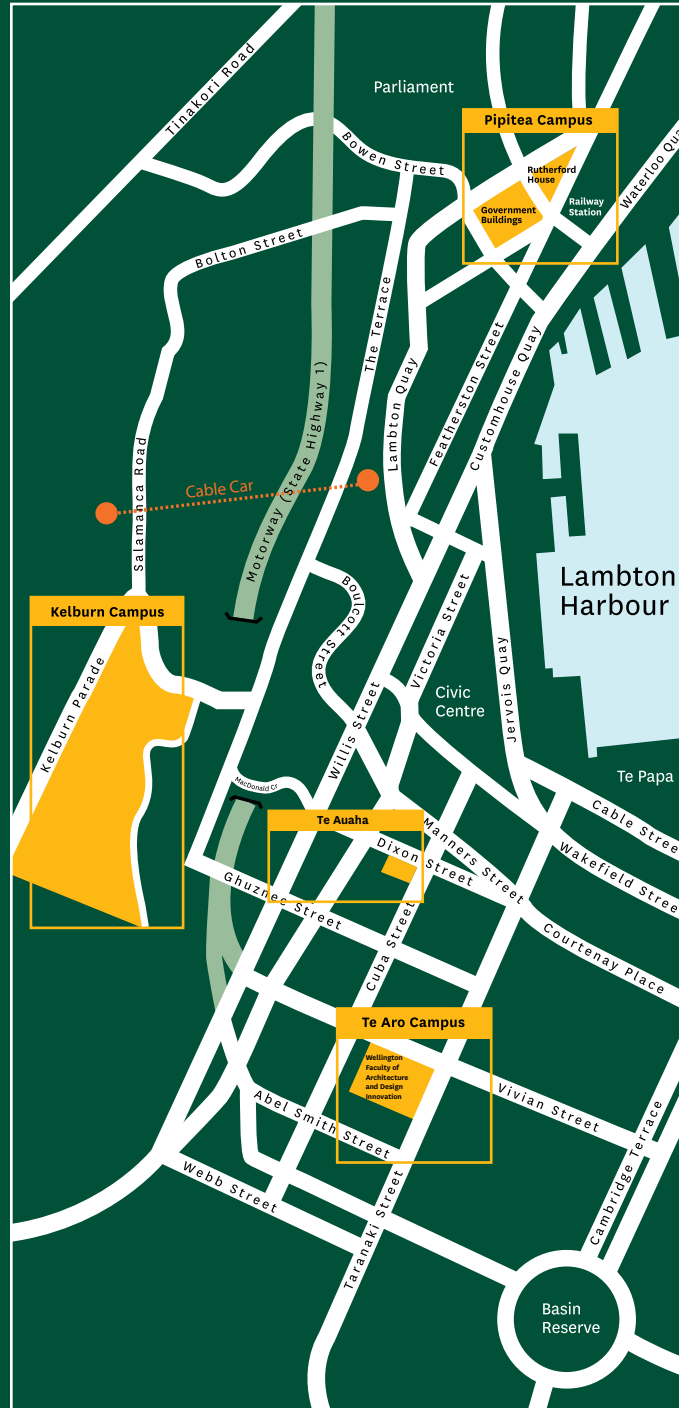 Tinakori Road
Parliament
Pipitea Campus
Bowen Street
Rutherford
House
Waterloo Qua
Government
Buildings
Railway
Station
Bolton Street
The Terrace
Motorway (State Highway 1)
Lambton Quay
Featherston Street
Customhouse Quay
Salamanca Road
Cable Car
Lambton
Harbour
Kelburn Campus
Boulcott Street
Victoria Street
Kelburn Parade
Jervois Quay
Civic
Centre
Willis Street
Te Papa
MacDonald Cr
Te Auaha
Cable Stree
Manners Street
Dixon Street
Wakefield Stree
Ghuznee Street
Cuba Street
Courtenay Place
Te Aro Campus
Wellington
Faculty of
Architecture
and Design
Innovation
Vivian Street
Abel Smith Street
Cambridge Terrace
Webb Street
Taranaki Street
Basin
Reserve